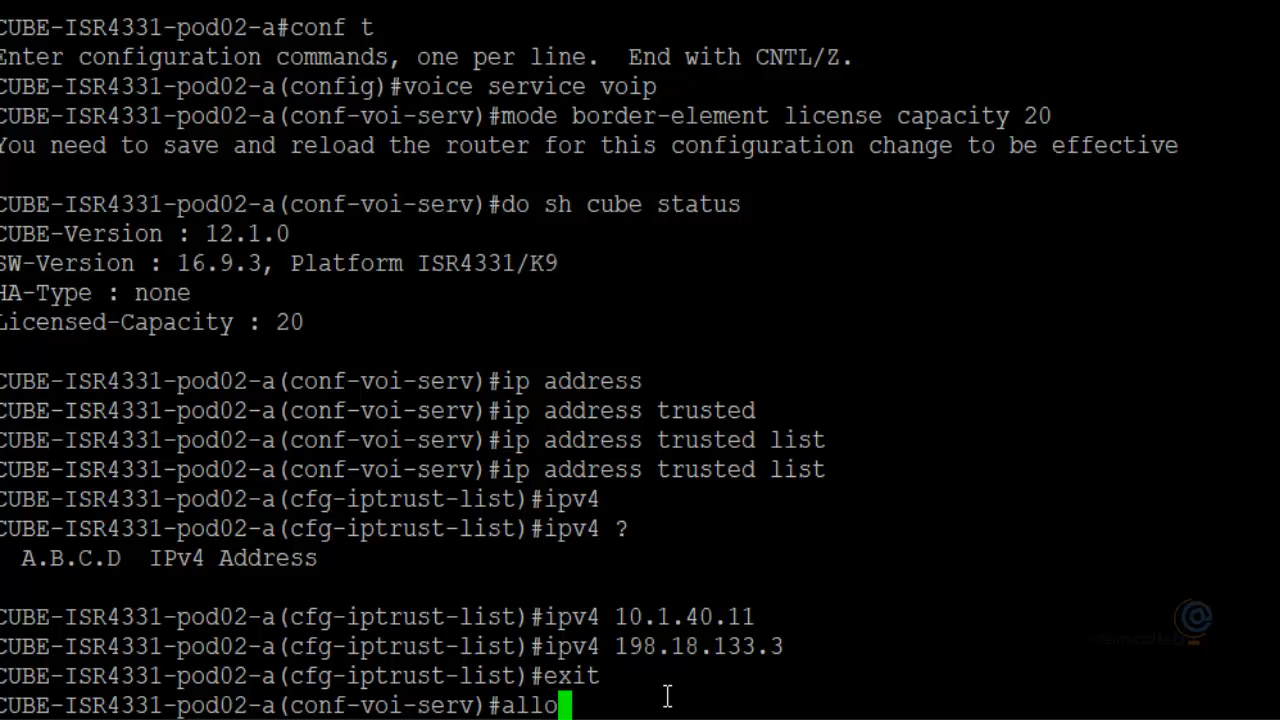 CUBE-ISR4331-pod02-a#conf t
Enter configuration commands, one per line.  End with CNTL/Z.
CUBE-ISR4331-pod02-a(config)#voice service voip
CUBE-ISR4331-pod02-a(conf-voi-serv)#mode border-element license capacity 20
You need to save and reload the router for this configuration change to be effective
CUBE-ISR4331-pod02-a(conf-voi-serv)#do sh cube status
CUBE-Version : 12.1.0
SW-Version : 16.9.3, Platform ISR4331/K9
HA-Type : none
Licensed-Capacity : 20
CUBE-ISR4331-pod02-a(conf-voi-serv)#ip address
CUBE-ISR4331-pod02-a(conf-voi-serv)#ip address trusted
CUBE-ISR4331-pod02-a(conf-voi-serv)#ip address trusted list
CUBE-ISR4331-pod02-a(conf-voi-serv)#ip address trusted list
CUBE-ISR4331-pod02-a(cfg-iptrust-list)#ipv4
CUBE-ISR4331-pod02-a(cfg-iptrust-list)#ipv4 ?
A.B.C.D  IPv4 Address
CUBE-ISR4331-pod02-a(cfg-iptrust-list)#ipv4 10.1.40.11
CUBE-ISR4331-pod02-a(cfg-iptrust-list)#ipv4 198.18.133.3
CUBE-ISR4331-pod02-a(cfg-iptrust-list)#exit
CUBE-ISR4331-pod02-a(conf-voi-serv)#allo